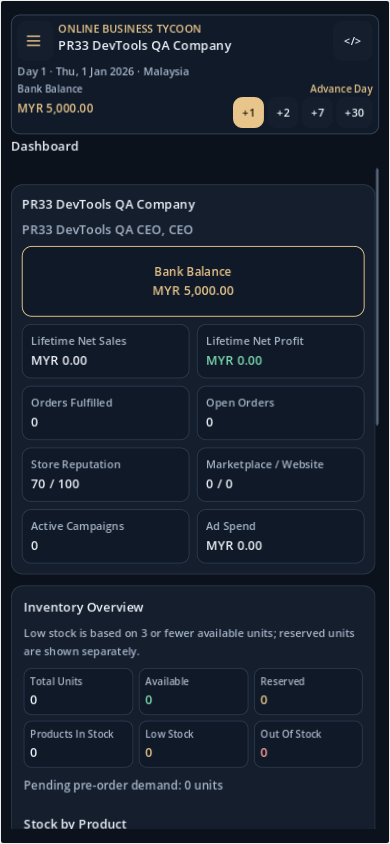 ONLINE BUSINESS TYCOON
PR33 DevTools QA Company
</>
Day 1 · Thu, 1 Jan 2026 · Malaysia
Bank Balance
Advance Day
MYR 5,000.00
+1 +2 +7 +30
Dashboard
PR33 DevTools QA Company
PR33 DevTools QA CEO, CEO
Bank Balance
MYR 5,000.00
Lifetime Net Sales
MYR 0.00
Lifetime Net Profit
MYR 0.00
Orders Fulfilled
0
Open Orders
0
Store Reputation
70 / 100
Marketplace / Website
0 / 0
Active Campaigns
0
Ad Spend
MYR 0.00
Inventory Overview
Low stock is based on 3 or fewer available units; reserved units
are shown separately.
Total Units
0
Available
0
Reserved
0
Products In Stock
0
Low Stock
0
Out Of Stock
0
Pending pre-order demand: 0 units
Stock by Product